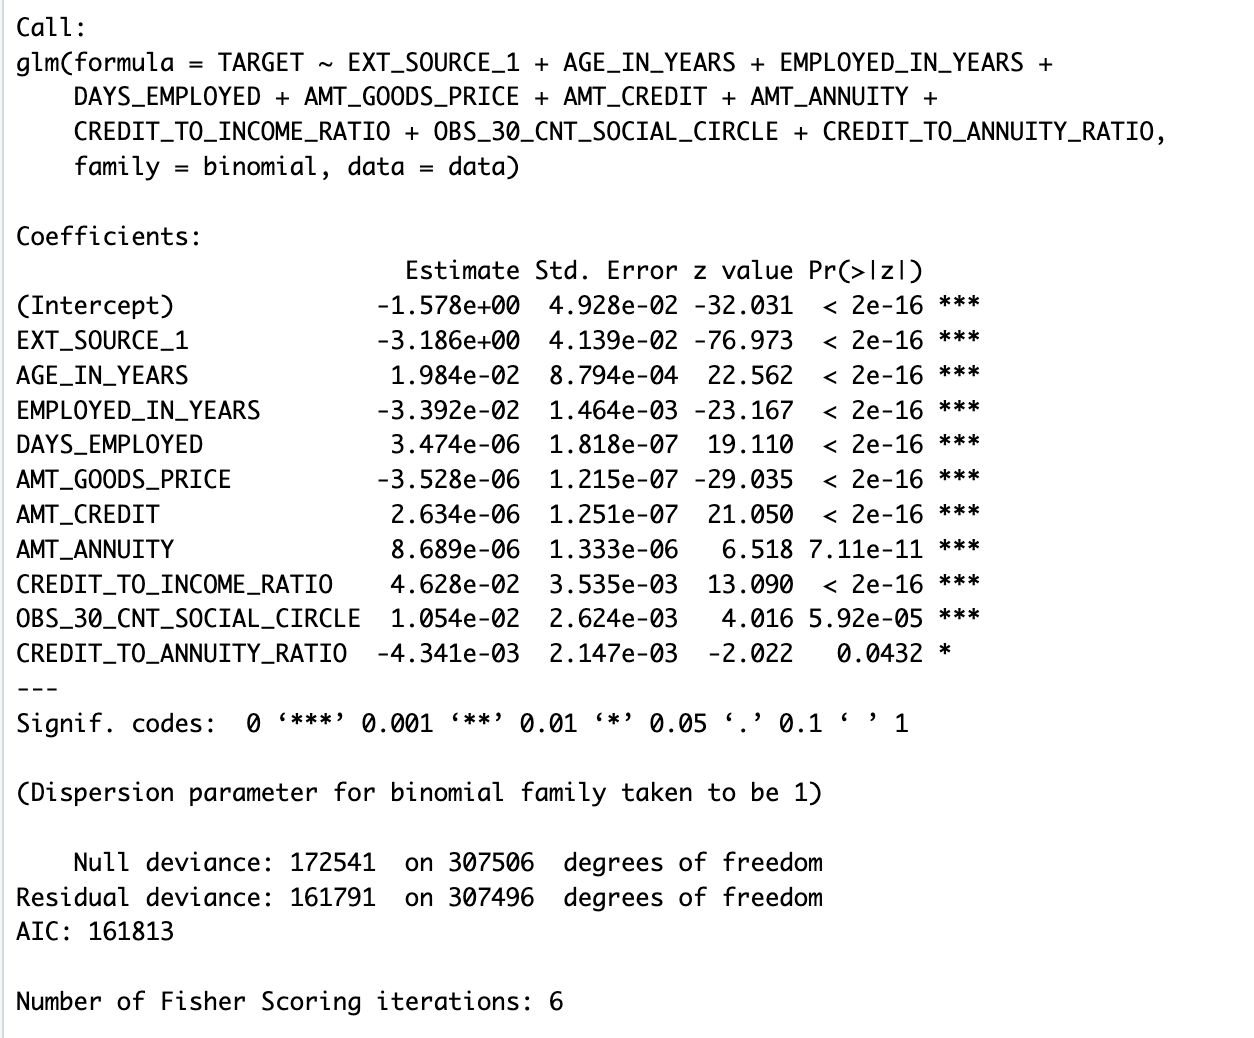 Call:
glm(formula = TARGET ~ EXT_SOURCE_1 + AGE_IN_YEARS + EMPLOYED_IN_YEARS +
    DAYS_EMPLOYED + AMT_GOODS_PRICE + AMT_CREDIT + AMT_ANNUITY +
    CREDIT_TO_INCOME_RATIO + OBS_30_CNT_SOCIAL_CIRCLE + CREDIT_TO_ANNUITY_RATIO,
    family = binomial, data = data)

Coefficients:
                           Estimate Std. Error z value Pr(>|z|)
(Intercept)              -1.578e+00  4.928e-02 -32.031  < 2e-16 ***
EXT_SOURCE_1             -3.186e+00  4.139e-02 -76.973  < 2e-16 ***
AGE_IN_YEARS              1.984e-02  8.794e-04  22.562  < 2e-16 ***
EMPLOYED_IN_YEARS        -3.392e-02  1.464e-03 -23.167  < 2e-16 ***
DAYS_EMPLOYED             3.474e-06  1.818e-07  19.110  < 2e-16 ***
AMT_GOODS_PRICE          -3.528e-06  1.215e-07 -29.035  < 2e-16 ***
AMT_CREDIT                2.634e-06  1.251e-07  21.050  < 2e-16 ***
AMT_ANNUITY               8.689e-06  1.333e-06   6.518 7.11e-11 ***
CREDIT_TO_INCOME_RATIO    4.628e-02  3.535e-03  13.090  < 2e-16 ***
OBS_30_CNT_SOCIAL_CIRCLE  1.054e-02  2.624e-03   4.016 5.92e-05 ***
CREDIT_TO_ANNUITY_RATIO  -4.341e-03  2.147e-03  -2.022   0.0432 *
---
Signif. codes:  0 ‘***’ 0.001 ‘**’ 0.01 ‘*’ 0.05 ‘.’ 0.1 ‘ ’ 1

(Dispersion parameter for binomial family taken to be 1)

    Null deviance: 172541  on 307506  degrees of freedom
Residual deviance: 161791  on 307496  degrees of freedom
AIC: 161813

Number of Fisher Scoring iterations: 6